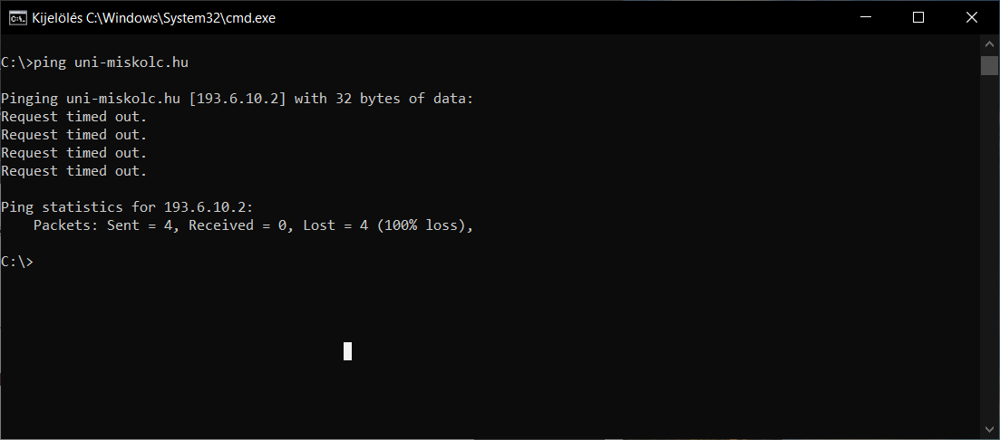 Kijelölés C:\Windows\System32\cmd.exe
C:\>ping uni-miskolc.hu
Pinging uni-miskolc.hu [193.6.10.2] with 32 bytes of data:
Request timed out.
Request timed out.
Request timed out.
Request timed out.
Ping statistics for 193.6.10.2:
    Packets: Sent = 4, Received = 0, Lost = 4 (100% loss),
C:\>